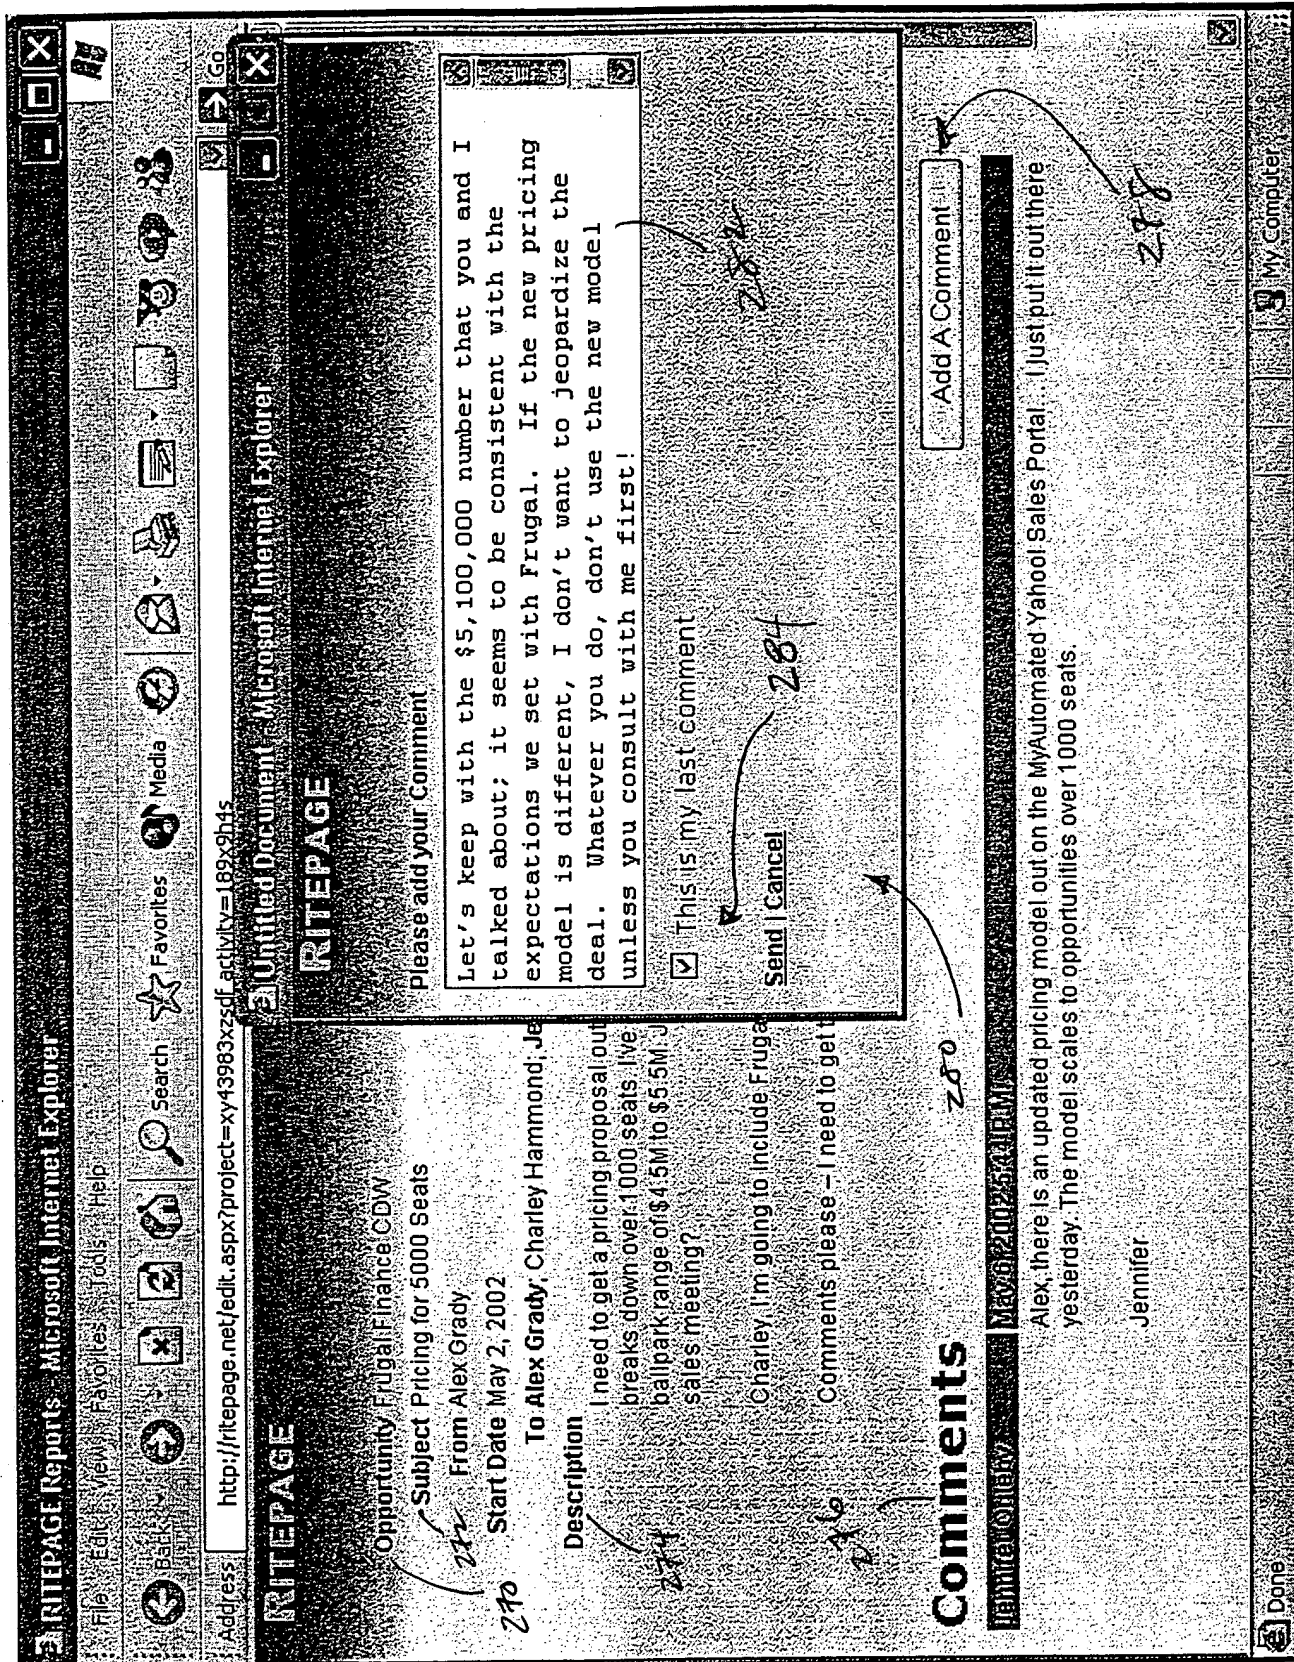 RITEPAGE Reports - Microsoft Internet Explorer
File Edit View Favorites Tools Help
Back Search Favorites Media
Address http://ritepage.net/edit.aspx?project=xy43983xzsdf_activity=189x9h4s Go
RITEPAGE
Opportunity Frugal Finance CDW
Subject Pricing for 5000 Seats
From Alex Grady
Start Date May 2, 2002
To Alex Grady; Charley Hammond; Je
Description
I need to get a pricing proposal out
breaks down over 1000 seats. I've
ballpark range of $4.5M to $5.5M. J
sales meeting?
Charley, I'm going to include Fruga
Comments please – I need to get t
270
272
274
276
Untitled Document - Microsoft Internet Explorer
RITEPAGE
Please add your Comment
Let's keep with the $5,100,000 number that you and I
talked about; it seems to be consistent with the
expectations we set with Frugal. If the new pricing
model is different, I don't want to jeopardize the
deal. Whatever you do, don't use the new model
unless you consult with me first!
282
This is my last comment
284
Send | Cancel
280
Comments
Add A Comment
278
May 6, 2002 5:34 P.M.
Alex, there is an updated pricing model out on the MyAutomated Yahoo! Sales Portal... I just put it out there
yesterday. The model scales to opportunities over 1000 seats.
Jennifer
Done
My Computer